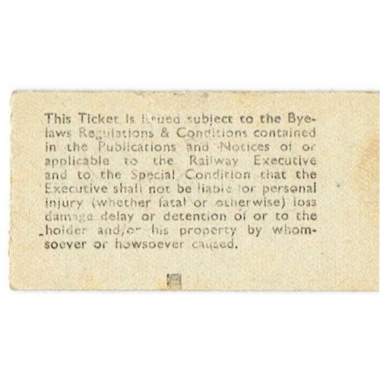 This Ticket is issued subject to the Bye-
laws Regulations & Conditions contained
in the Publications and Notices of or
applicable to the Railway Executive
and to the Special Condition that the
Executive shall not be liable for personal
injury (whether fatal or otherwise) loss
damage delay or detention of or to the
holder and/or his property by whom-
soever or howsoever caused.